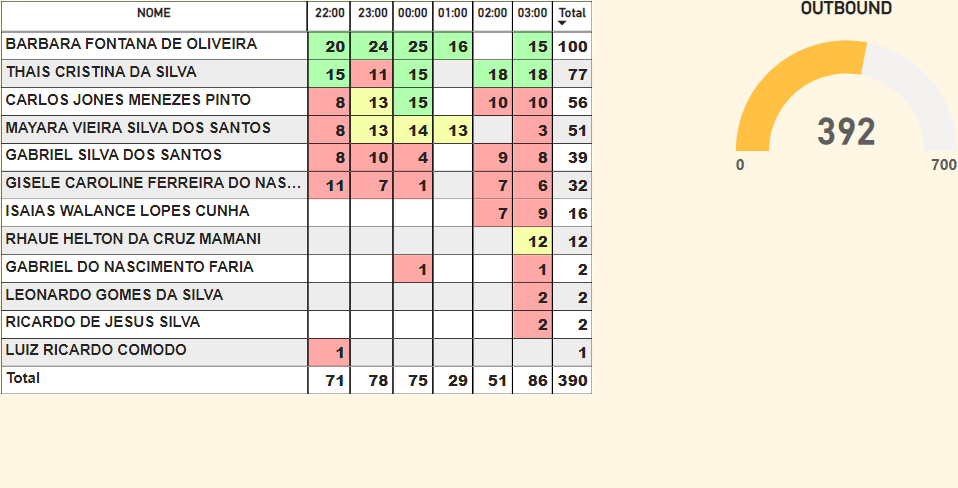 NOME 22:00 23:00 00:00 01:00 02:00 03:00 Total
BARBARA FONTANA DE OLIVEIRA 20 24 25 16 15 100
THAIS CRISTINA DA SILVA 15 11 15 18 18 77
CARLOS JONES MENEZES PINTO 8 13 15 10 10 56
MAYARA VIEIRA SILVA DOS SANTOS 8 13 14 13 3 51
GABRIEL SILVA DOS SANTOS 8 10 4 9 8 39
GISELE CAROLINE FERREIRA DO NAS... 11 7 1 7 6 32
ISAIAS WALANCE LOPES CUNHA 7 9 16
RHAUE HELTON DA CRUZ MAMANI 12 12
GABRIEL DO NASCIMENTO FARIA 1 1 2
LEONARDO GOMES DA SILVA 2 2
RICARDO DE JESUS SILVA 2 2
LUIZ RICARDO COMODO 1 1
Total 71 78 75 29 51 86 390
OUTBOUND
392
0 700